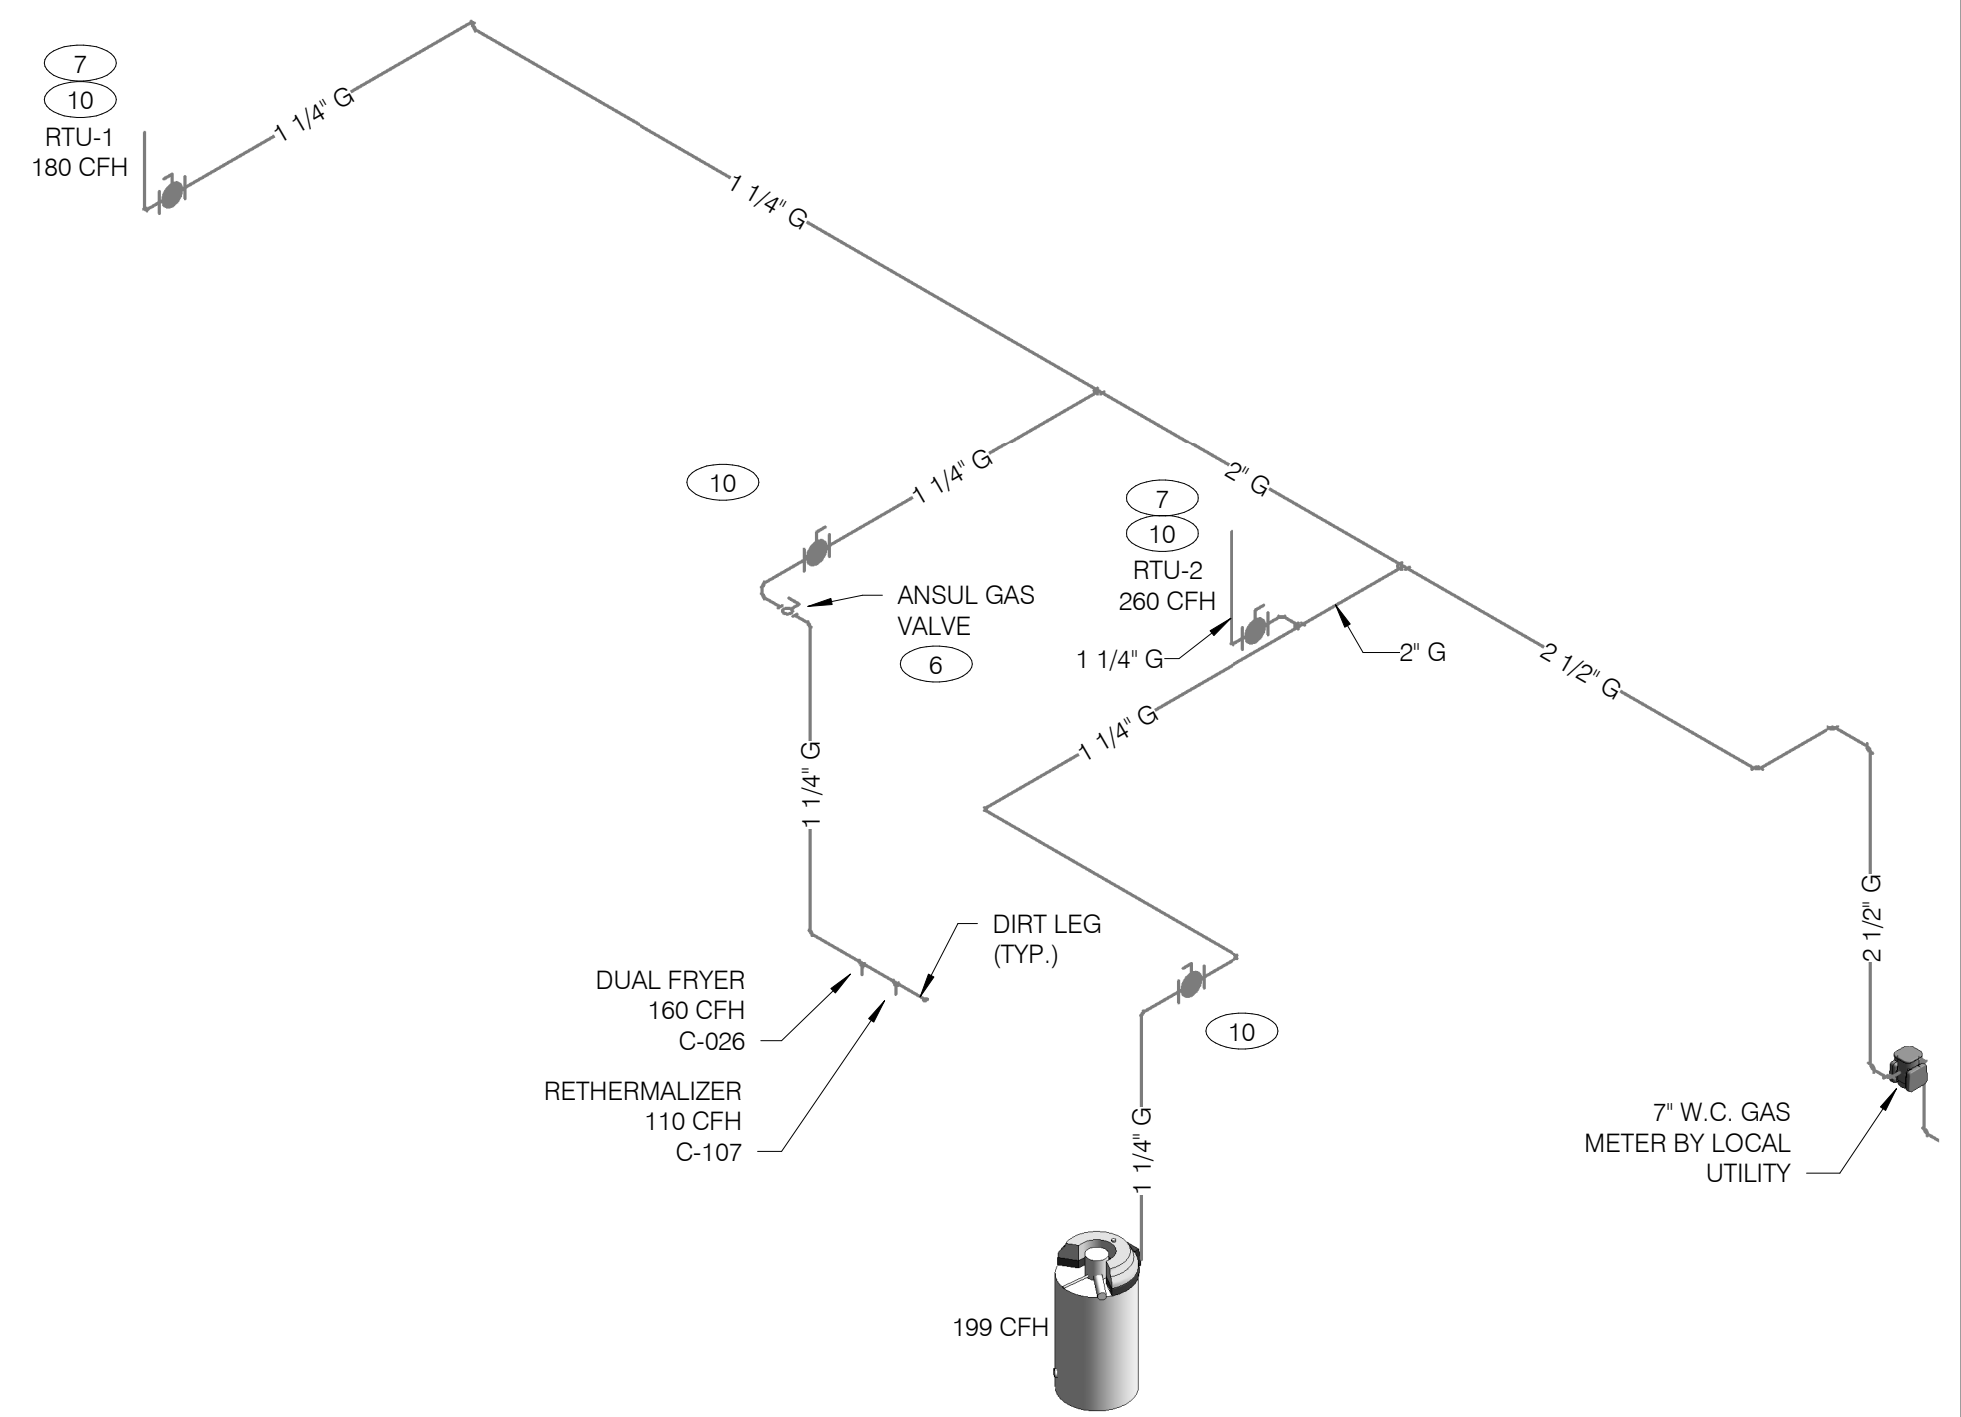 7
10
RTU-1
180 CFH
1 1/4" G
1 1/4" G
1 1/4" G
10
2" G
7
10
RTU-2
260 CFH
1 1/4" G
2" G
ANSUL GAS
VALVE
6
2 1/2" G
1 1/4" G
1 1/4" G
2 1/2" G
DIRT LEG
(TYP.)
DUAL FRYER
160 CFH
C-026
RETHERMALIZER
110 CFH
C-107
10
1 1/4" G
7" W.C. GAS
METER BY LOCAL
UTILITY
199 CFH